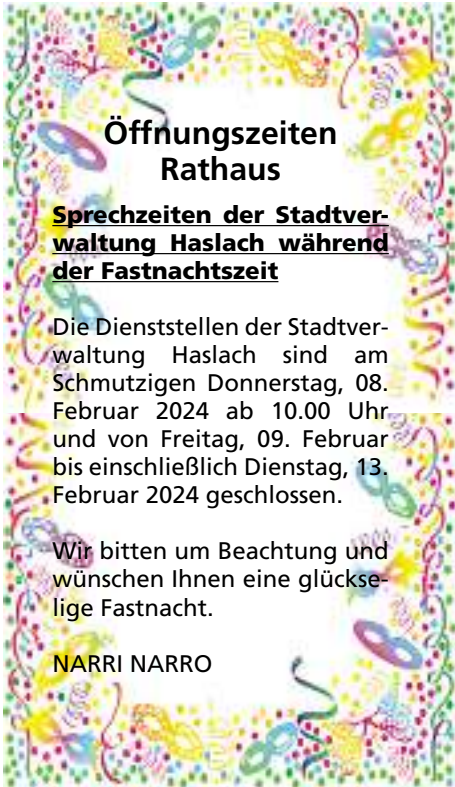 Öffnungszeiten
Rathaus
Sprechzeiten der Stadtver-
waltung Haslach während
der Fastnachtszeit
Die Dienststellen der Stadtver-
waltung Haslach sind am
Schmutzigen Donnerstag, 08.
Februar 2024 ab 10.00 Uhr
und von Freitag, 09. Februar
bis einschließlich Dienstag, 13.
Februar 2024 geschlossen.
Wir bitten um Beachtung und
wünschen Ihnen eine glückse-
lige Fastnacht.
NARRI NARRO